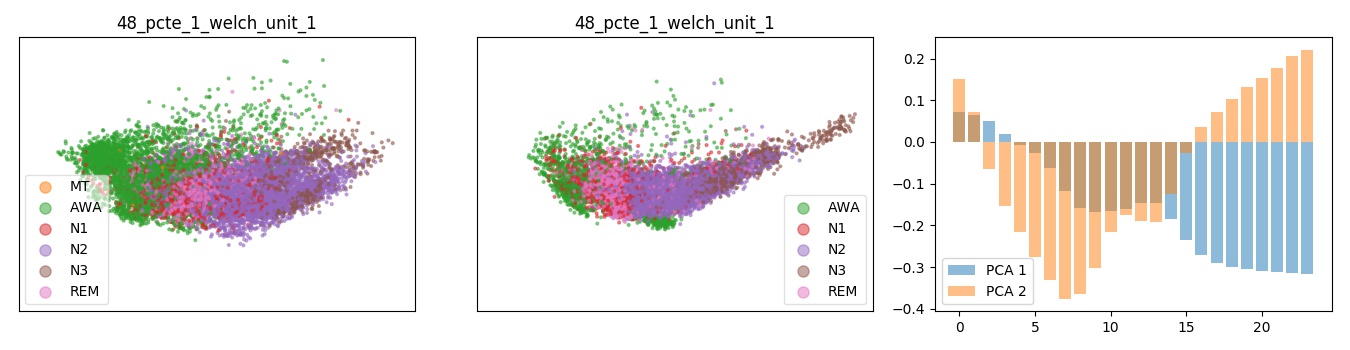 48_pcte_1_welch_unit_1
MT
AWA
N1
N2
N3
REM
48_pcte_1_welch_unit_1
AWA
N1
N2
N3
REM
0.2
0.1
0.0
−0.1
−0.2
−0.3
−0.4
PCA 1
PCA 2
0 5 10 15 20